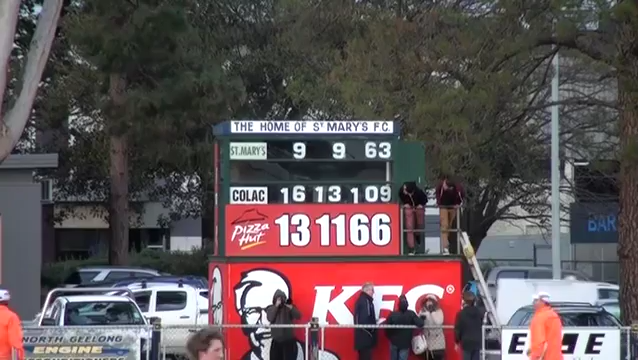 THE HOME OF ST MARY'S F.C.
ST. MARY'S 9 9 63
COLAC 16 13 109
Pizza Hut 13 11 66
KFC
BAR
NORTH GEELONG
ENGINE